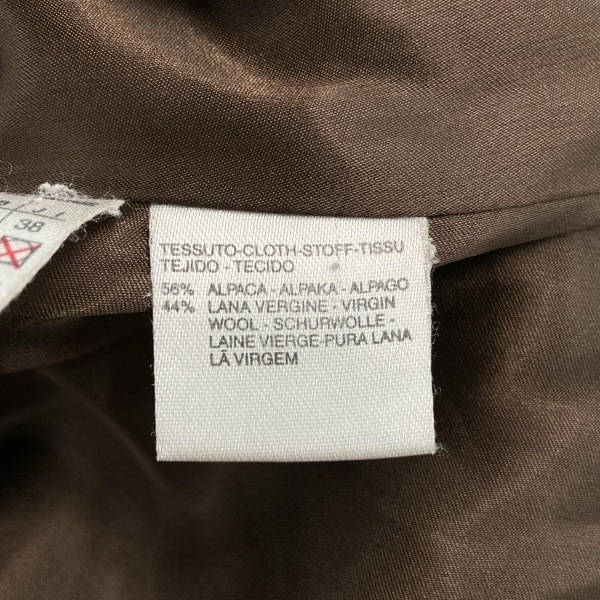 38
TESSUTO-CLOTH-STOFF-TISSU
TEJIDO - TECIDO
56% ALPACA - ALPAKA - ALPAGO
44% LANA VERGINE - VIRGIN
WOOL - SCHURWOLLE -
LAINE VIERGE-PURA LANA
LÃ VIRGEM